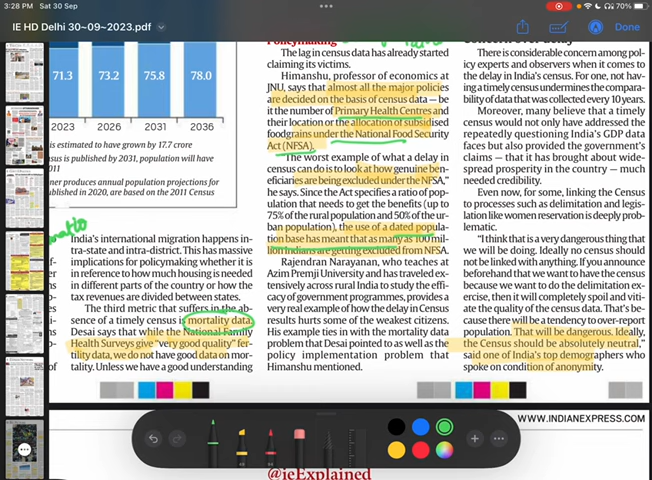 3:28 PM Sat 30 Sep
70%
IE HD Delhi 30~09~2023.pdf
Done
71.3 73.2 75.8 78.0
2023 2026 2031 2036
is estimated to have grown by 17.7 crore
sus is published by 2031, population will have
011
ner produces annual population projections for
ublished in 2020, are based on the 2011 Census
India's international migration happens in-
tra-state and intra-district. This has massive
implications for policymaking whether it is
in reference to how much housing is needed
in different parts of the country or how the
tax revenues are divided between states.
The third metric that suffers in the ab-
sence of a timely census is mortality data.
Desai says that while the National Family
Health Surveys give "very good quality" fer-
tility data, we do not have good data on mor-
tality. Unless we have a good understanding
Policymaking
The lag in census data has already started
claiming its victims.
Himanshu, professor of economics at
JNU, says that almost all the major policies
are decided on the basis of census data — be
it the number of Primary Health Centres and
their location or the allocation of subsidised
foodgrains under the National Food Security
Act (NFSA).
"The worst example of what a delay in
census can do is to look at how genuine ben-
eficiaries are being excluded under the NFSA,"
he says. Since the Act specifies a ratio of pop-
ulation that needs to get the benefits (up to
75% of the rural population and 50% of the ur-
ban population), the use of a dated popula-
tion base has meant that as many as 100 mil-
lion Indians are getting excluded from NFSA.
Rajendran Narayanan, who teaches at
Azim Premji University and has traveled ex-
tensively across rural India to study the effi-
cacy of government programmes, provides a
very real example of how the delay in Census
results hurts some of the weakest citizens.
His example ties in with the mortality data
problem that Desai pointed to as well as the
policy implementation problem that
Himanshu mentioned.
There is considerable concern among pol-
icy experts and observers when it comes to
the delay in India's census. For one, not hav-
ing a timely census undermines the compara-
bility of data that was collected every 10 years.
Moreover, many believe that a timely
census would not only have addressed the
repeatedly questioning India's GDP data
faces but also provided the government's
claims — that it has brought about wide-
spread prosperity in the country — much
needed credibility.
Even now, for some, linking the Census
to processes such as delimitation and legis-
lation like women reservation is deeply prob-
lematic.
"I think that is a very dangerous thing that
we will be doing. Ideally no census should
not be linked with anything. If you announce
beforehand that we want to have the census
because we want to do the delimitation exer-
cise, then it will completely spoil and viti-
ate the quality of the census data. That's be-
cause there will be a tendency to over-report
population. That will be dangerous. Ideally,
the Census should be absolutely neutral,"
said one of India's top demographers who
spoke on condition of anonymity.
WWW.INDIANEXPRESS.COM
@ieExplained